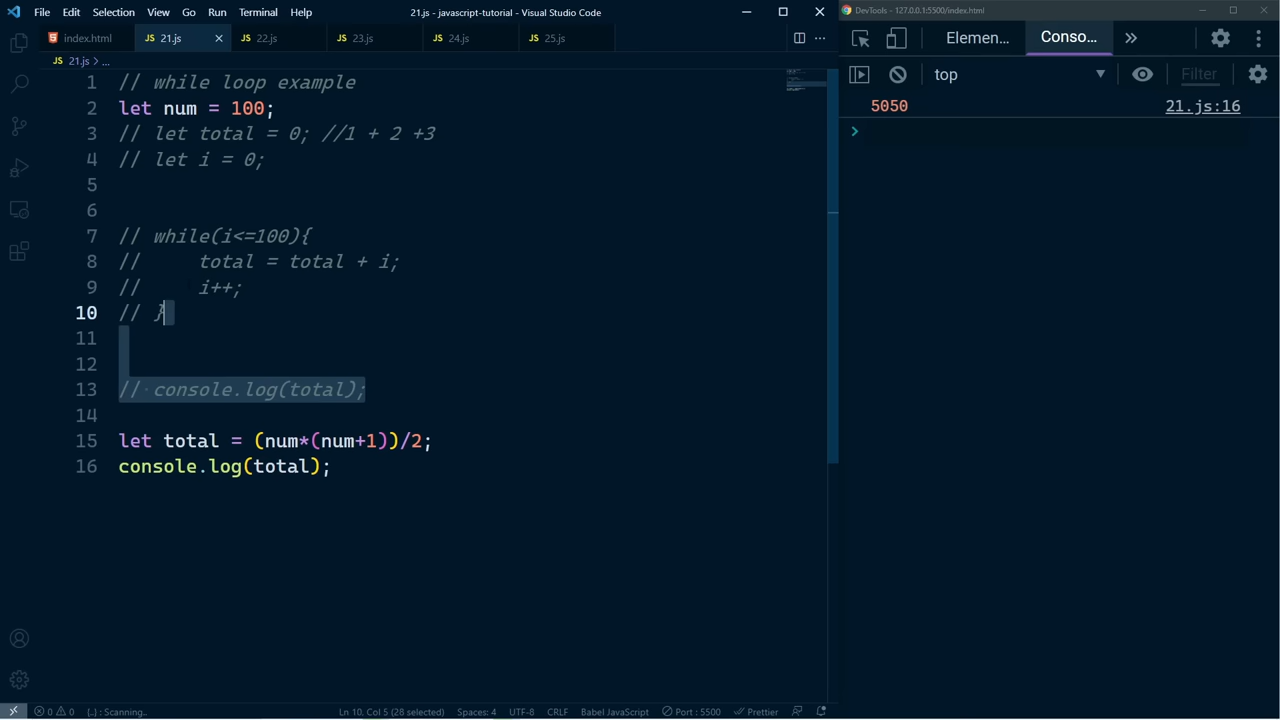 File Edit Selection View Go Run Terminal Help 21.js - javascript-tutorial - Visual Studio Code
index.html JS 21.js JS 22.js JS 23.js JS 24.js JS 25.js
JS 21.js > ...
1 // while loop example
2 let num = 100;
3 // let total = 0; //1 + 2 +3
4 // let i = 0;
5
6
7 // while(i<=100){
8 // total = total + i;
9 // i++;
10 // }
11
12
13 // console.log(total);
14
15 let total = (num*(num+1))/2;
16 console.log(total);
0 0 {..} : Scanning.. Ln 10, Col 5 (28 selected) Spaces: 4 UTF-8 CRLF Babel JavaScript Port : 5500 Prettier
DevTools - 127.0.0.1:5500/index.html
Elemen... Conso... »
top Filter
5050 21.js:16
>